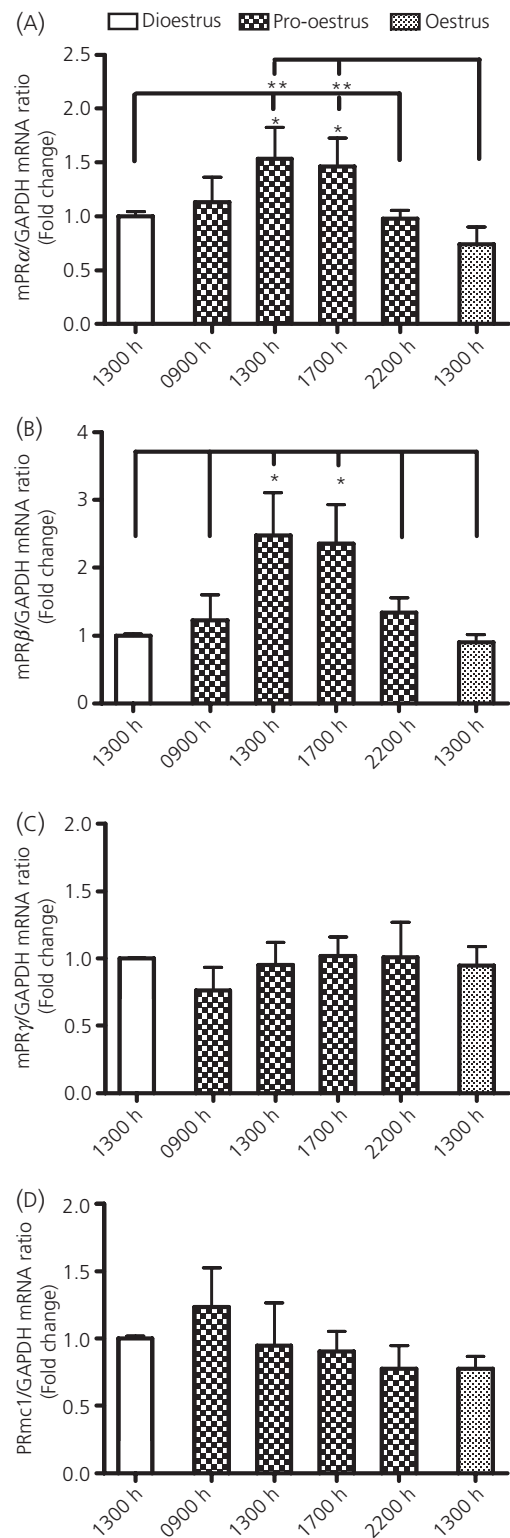 Dioestrus Pro-oestrus Oestrus
(A)
mPRα/GAPDH mRNA ratio
(Fold change)
2.5
2.0
1.5
1.0
0.5
0.0
** **
* *
1300 h 0900 h 1300 h 1700 h 2200 h 1300 h
(B)
mPRβ/GAPDH mRNA ratio
(Fold change)
4
3
2
1
0
* *
1300 h 0900 h 1300 h 1700 h 2200 h 1300 h
(C)
mPRγ/GAPDH mRNA ratio
(Fold change)
2.0
1.5
1.0
0.5
0.0
1300 h 0900 h 1300 h 1700 h 2200 h 1300 h
(D)
PRmc1/GAPDH mRNA ratio
(Fold change)
2.0
1.5
1.0
0.5
0.0
1300 h 0900 h 1300 h 1700 h 2200 h 1300 h